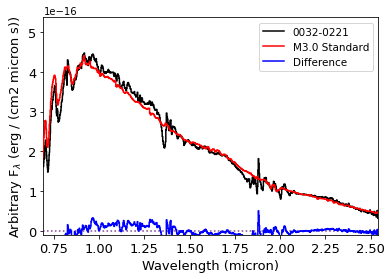 1e−16
0032-0221
M3.0 Standard
Difference
Arbitrary Fλ (erg / (cm2 micron s))
5
4
3
2
1
0
0.75 1.00 1.25 1.50 1.75 2.00 2.25 2.50
Wavelength (micron)